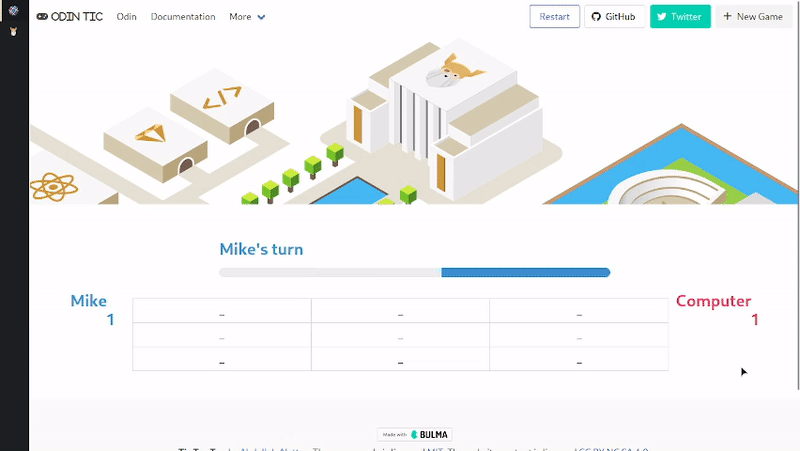 ODIN TIC Odin Documentation More Restart GitHub Twitter + New Game
Mike's turn
Mike Computer
1 1
– – –
– – –
– – –
Made with BULMA